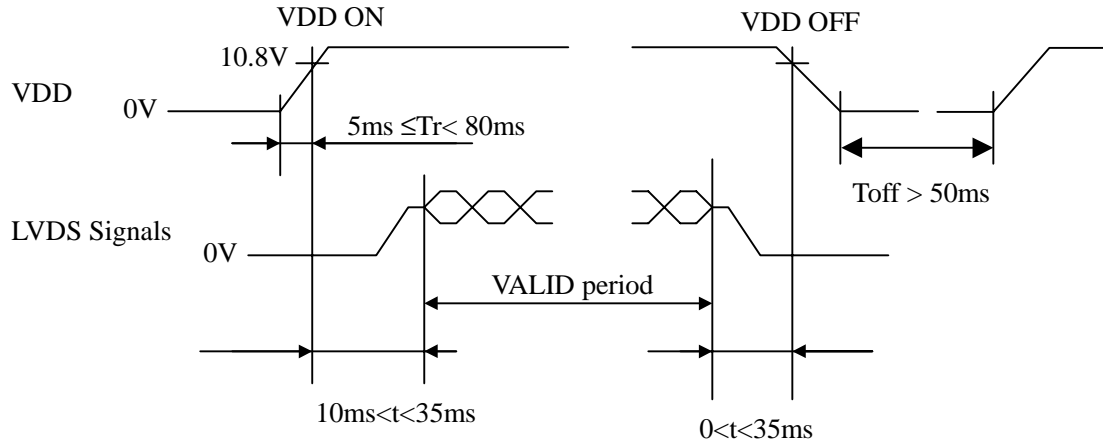 VDD ON
VDD OFF
10.8V
VDD
0V
5ms ≤Tr< 80ms
Toff > 50ms
LVDS Signals
0V
VALID period
10ms<t<35ms
0<t<35ms